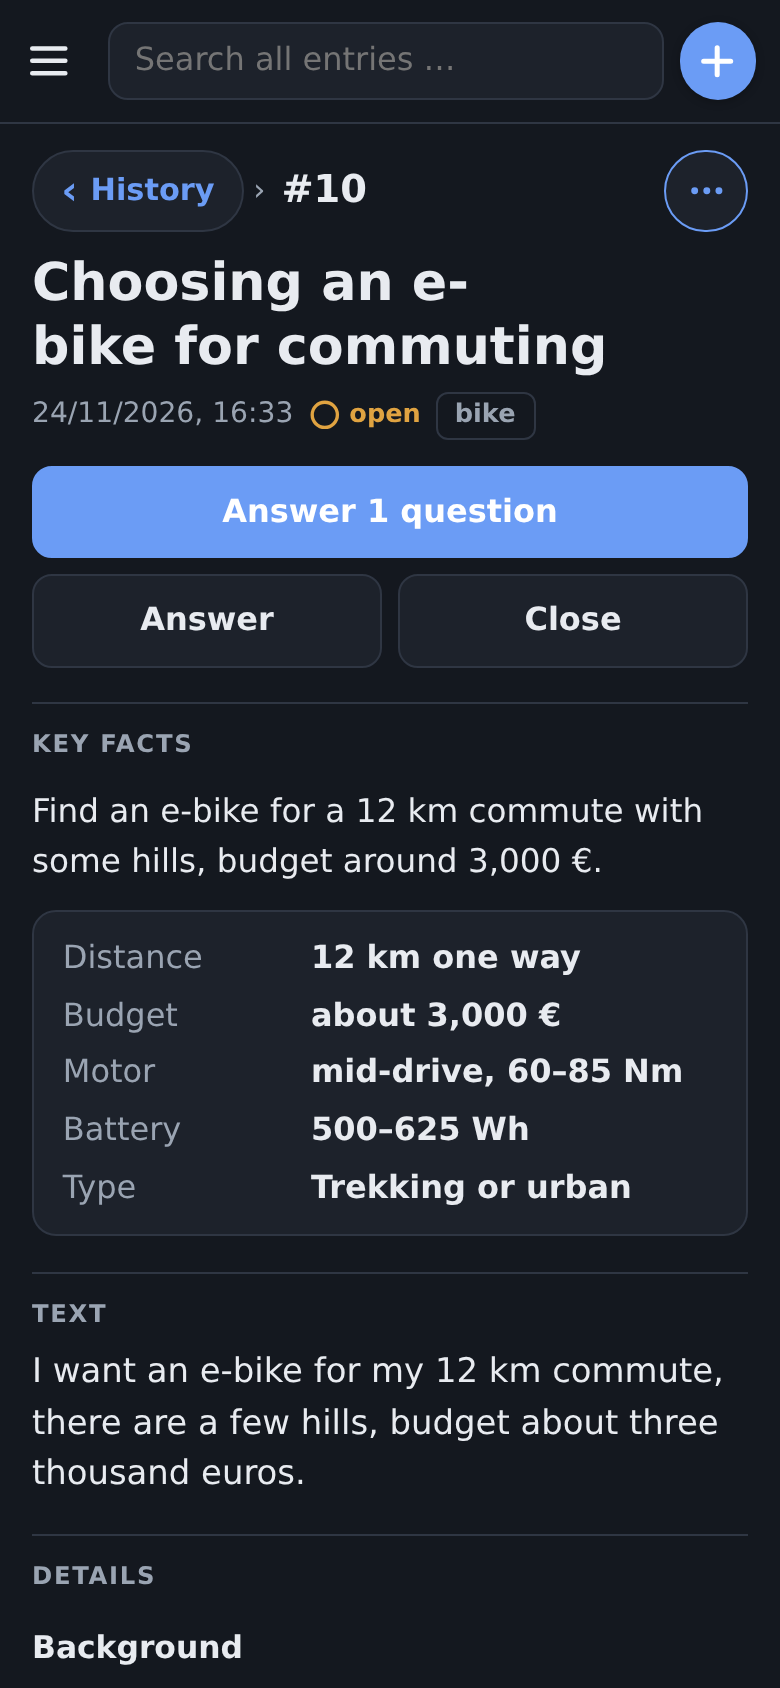 Search all entries …
‹ History › #10
Choosing an e-
bike for commuting
24/11/2026, 16:33 open bike
Answer 1 question
Answer Close
KEY FACTS
Find an e-bike for a 12 km commute with
some hills, budget around 3,000 €.
Distance 12 km one way
Budget about 3,000 €
Motor mid-drive, 60–85 Nm
Battery 500–625 Wh
Type Trekking or urban
TEXT
I want an e-bike for my 12 km commute,
there are a few hills, budget about three
thousand euros.
DETAILS
Background